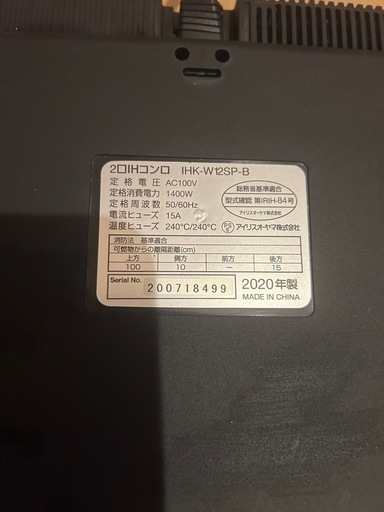 2口IHコンロ IHK-W12SP-B
定格電圧 AC100V
定格消費電力 1400W
定格周波数 50/60Hz
電流ヒューズ 15A
温度ヒューズ 240℃/240℃
総務省基準適合
型式確認 第IRIH-84号
アイリスオーヤマ株式会社
アイリスオーヤマ株式会社
消防法 基準適合
可燃物からの離隔距離(cm)
上方 側方 前方 後方
100 10 ー 15
Serial No. 200718499
2020年製
MADE IN CHINA